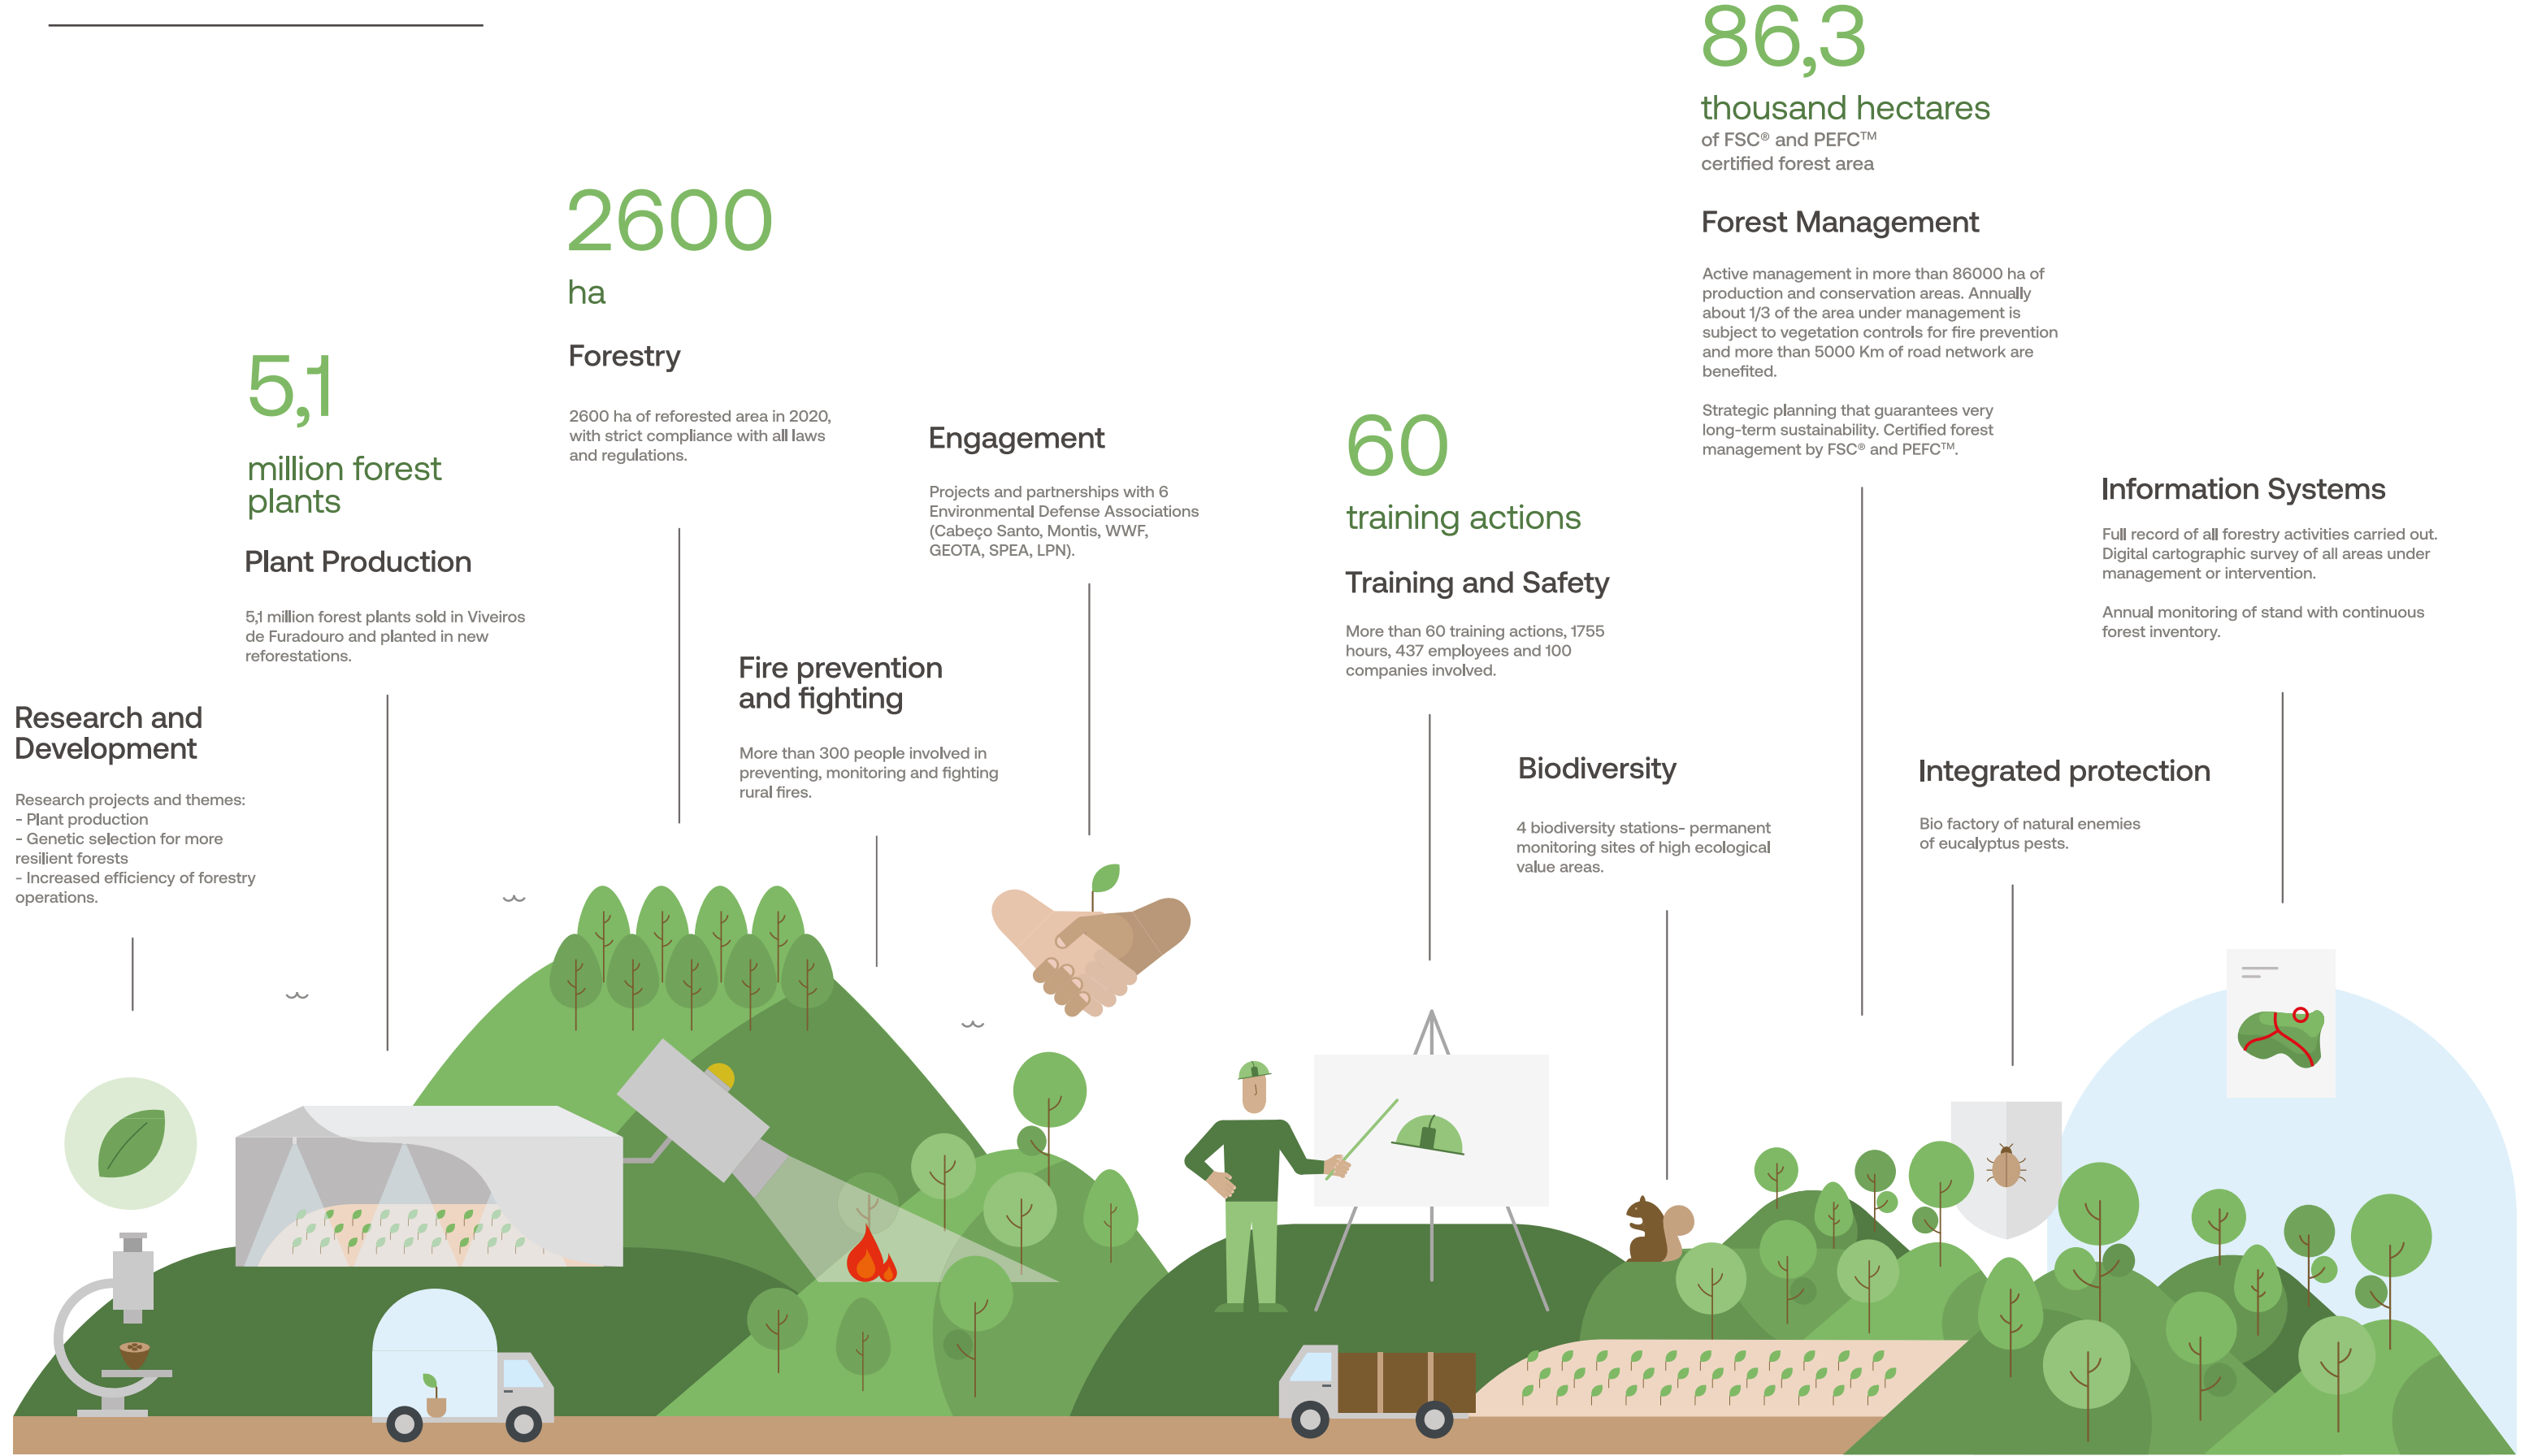 86,3
thousand hectares
of FSC® and PEFC™
certified forest area
Forest Management
Active management in more than 86000 ha of
production and conservation areas. Annually
about 1/3 of the area under management is
subject to vegetation controls for fire prevention
and more than 5000 Km of road network are
benefited.
Strategic planning that guarantees very
long-term sustainability. Certified forest
management by FSC® and PEFC™.
2600
ha
Forestry
2600 ha of reforested area in 2020,
with strict compliance with all laws
and regulations.
5,1
million forest
plants
Plant Production
5,1 million forest plants sold in Viveiros
de Furadouro and planted in new
reforestations.
Engagement
Projects and partnerships with 6
Environmental Defense Associations
(Cabeço Santo, Montis, WWF,
GEOTA, SPEA, LPN).
60
training actions
Training and Safety
More than 60 training actions, 1755
hours, 437 employees and 100
companies involved.
Information Systems
Full record of all forestry activities carried out.
Digital cartographic survey of all areas under
management or intervention.
Annual monitoring of stand with continuous
forest inventory.
Research and
Development
Research projects and themes:
- Plant production
- Genetic selection for more
resilient forests
- Increased efficiency of forestry
operations.
Fire prevention
and fighting
More than 300 people involved in
preventing, monitoring and fighting
rural fires.
Biodiversity
4 biodiversity stations- permanent
monitoring sites of high ecological
value areas.
Integrated protection
Bio factory of natural enemies
of eucalyptus pests.